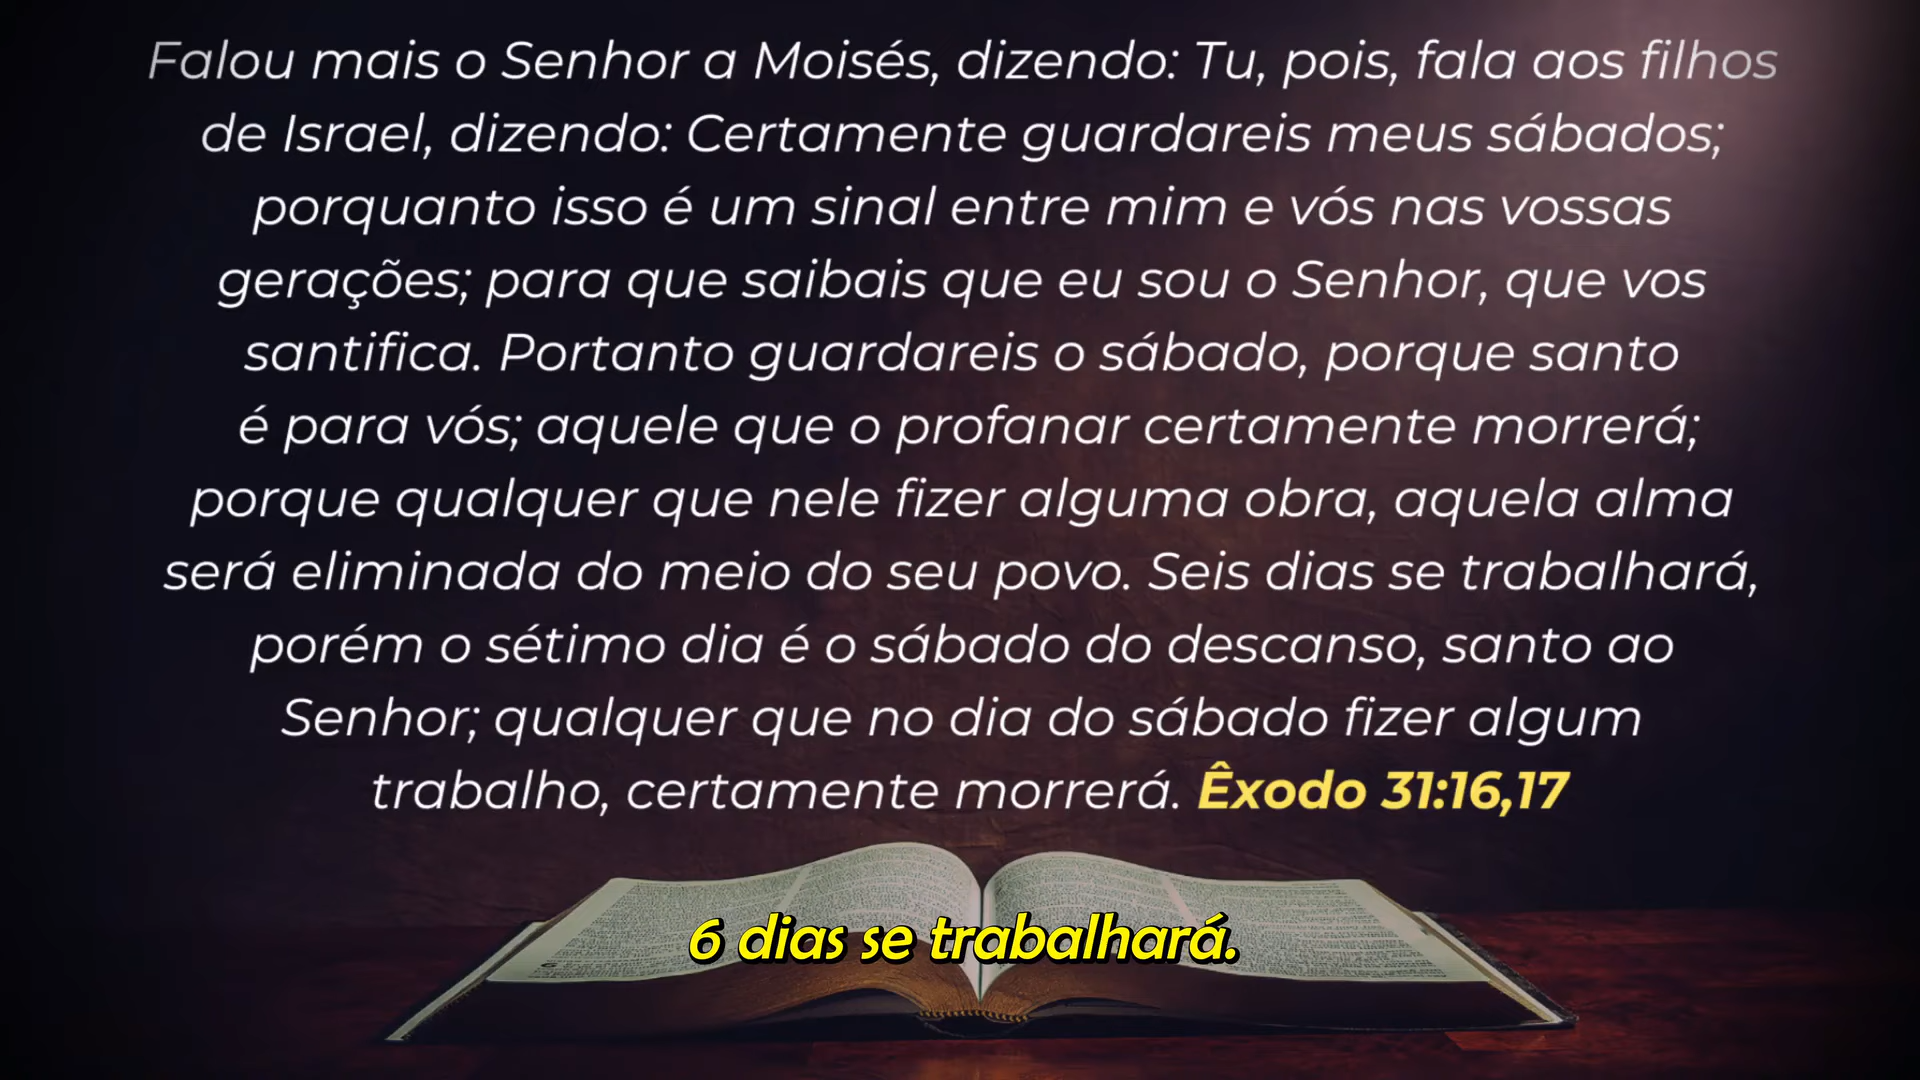 Falou mais o Senhor a Moisés, dizendo: Tu, pois, fala aos filhos
de Israel, dizendo: Certamente guardareis meus sábados;
porquanto isso é um sinal entre mim e vós nas vossas
gerações; para que saibais que eu sou o Senhor, que vos
santifica. Portanto guardareis o sábado, porque santo
é para vós; aquele que o profanar certamente morrerá;
porque qualquer que nele fizer alguma obra, aquela alma
será eliminada do meio do seu povo. Seis dias se trabalhará,
porém o sétimo dia é o sábado do descanso, santo ao
Senhor; qualquer que no dia do sábado fizer algum
trabalho, certamente morrerá. Êxodo 31:16,17
6 dias se trabalhará.